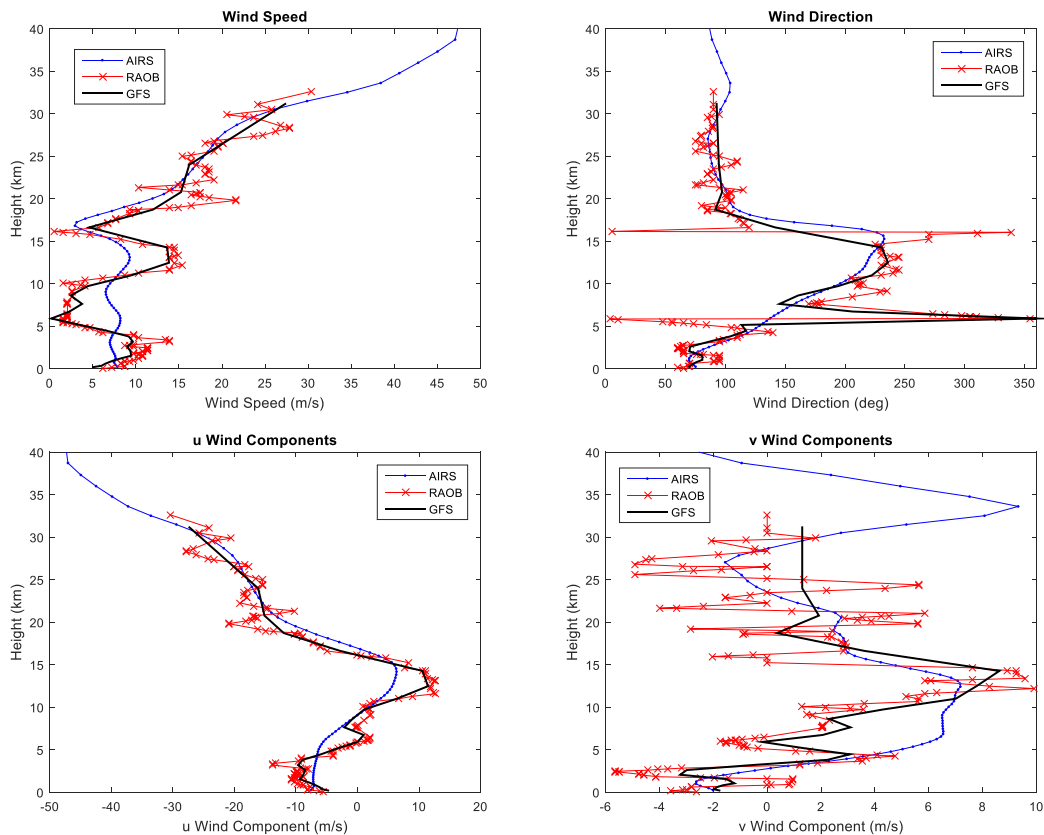 Wind Speed
40
35
30
25
20
15
10
5
0
Height (km)
AIRS
RAOB
GFS
0 5 10 15 20 25 30 35 40 45 50
Wind Speed (m/s)
Wind Direction
40
35
30
25
20
15
10
5
0
Height (km)
AIRS
RAOB
GFS
0 50 100 150 200 250 300 350
Wind Direction (deg)
u Wind Components
40
35
30
25
20
15
10
5
0
Height (km)
AIRS
RAOB
GFS
-50 -40 -30 -20 -10 0 10 20
u Wind Component (m/s)
v Wind Components
40
35
30
25
20
15
10
5
0
Height (km)
AIRS
RAOB
GFS
-6 -4 -2 0 2 4 6 8 10
v Wind Component (m/s)